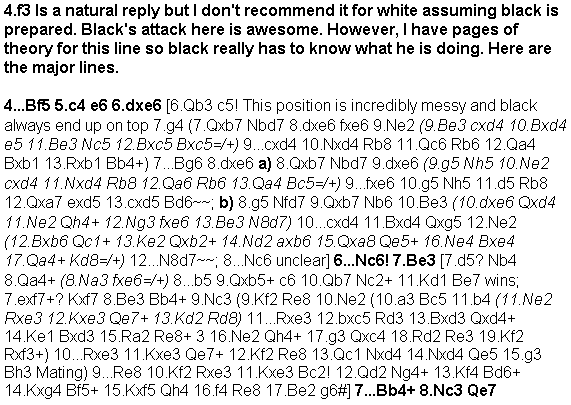 4.f3 Is a natural reply but I don't recommend it for white assuming black is
prepared. Black's attack here is awesome. However, I have pages of
theory for this line so black really has to know what he is doing. Here are
the major lines.
4...Bf5 5.c4 e6 6.dxe6 [6.Qb3 c5! This position is incredibly messy and black
always end up on top 7.g4 (7.Qxb7 Nbd7 8.dxe6 fxe6 9.Ne2 (9.Be3 cxd4 10.Bxd4
e5 11.Be3 Nc5 12.Bxc5 Bxc5=/+) 9...cxd4 10.Nxd4 Rb8 11.Qc6 Rb6 12.Qa4
Bxb1 13.Rxb1 Bb4+) 7...Bg6 8.dxe6 a) 8.Qxb7 Nbd7 9.dxe6 (9.g5 Nh5 10.Ne2
cxd4 11.Nxd4 Rb8 12.Qa6 Rb6 13.Qa4 Bc5=/+) 9...fxe6 10.g5 Nh5 11.d5 Rb8
12.Qxa7 exd5 13.cxd5 Bd6~~; b) 8.g5 Nfd7 9.Qxb7 Nb6 10.Be3 (10.dxe6 Qxd4
11.Ne2 Qh4+ 12.Ng3 fxe6 13.Be3 N8d7) 10...cxd4 11.Bxd4 Qxg5 12.Ne2
(12.Bxb6 Qc1+ 13.Ke2 Qxb2+ 14.Nd2 axb6 15.Qxa8 Qe5+ 16.Ne4 Bxe4
17.Qa4+ Kd8=/+) 12...N8d7~~; 8...Nc6 unclear] 6...Nc6! 7.Be3 [7.d5? Nb4
8.Qa4+ (8.Na3 fxe6=/+) 8...b5 9.Qxb5+ c6 10.Qb7 Nc2+ 11.Kd1 Be7 wins;
7.exf7+? Kxf7 8.Be3 Bb4+ 9.Nc3 (9.Kf2 Re8 10.Ne2 (10.a3 Bc5 11.b4 (11.Ne2
Rxe3 12.Kxe3 Qe7+ 13.Kd2 Rd8) 11...Rxe3 12.bxc5 Rd3 13.Bxd3 Qxd4+
14.Ke1 Bxd3 15.Ra2 Re8+ 3 16.Ne2 Qh4+ 17.g3 Qxc4 18.Rd2 Re3 19.Kf2
Rxf3+) 10...Rxe3 11.Kxe3 Qe7+ 12.Kf2 Re8 13.Qc1 Nxd4 14.Nxd4 Qe5 15.g3
Bh3 Mating) 9...Re8 10.Kf2 Rxe3 11.Kxe3 Bc2! 12.Qd2 Ng4+ 13.Kf4 Bd6+
14.Kxg4 Bf5+ 15.Kxf5 Qh4 16.f4 Re8 17.Be2 g6#] 7...Bb4+ 8.Nc3 Qe7